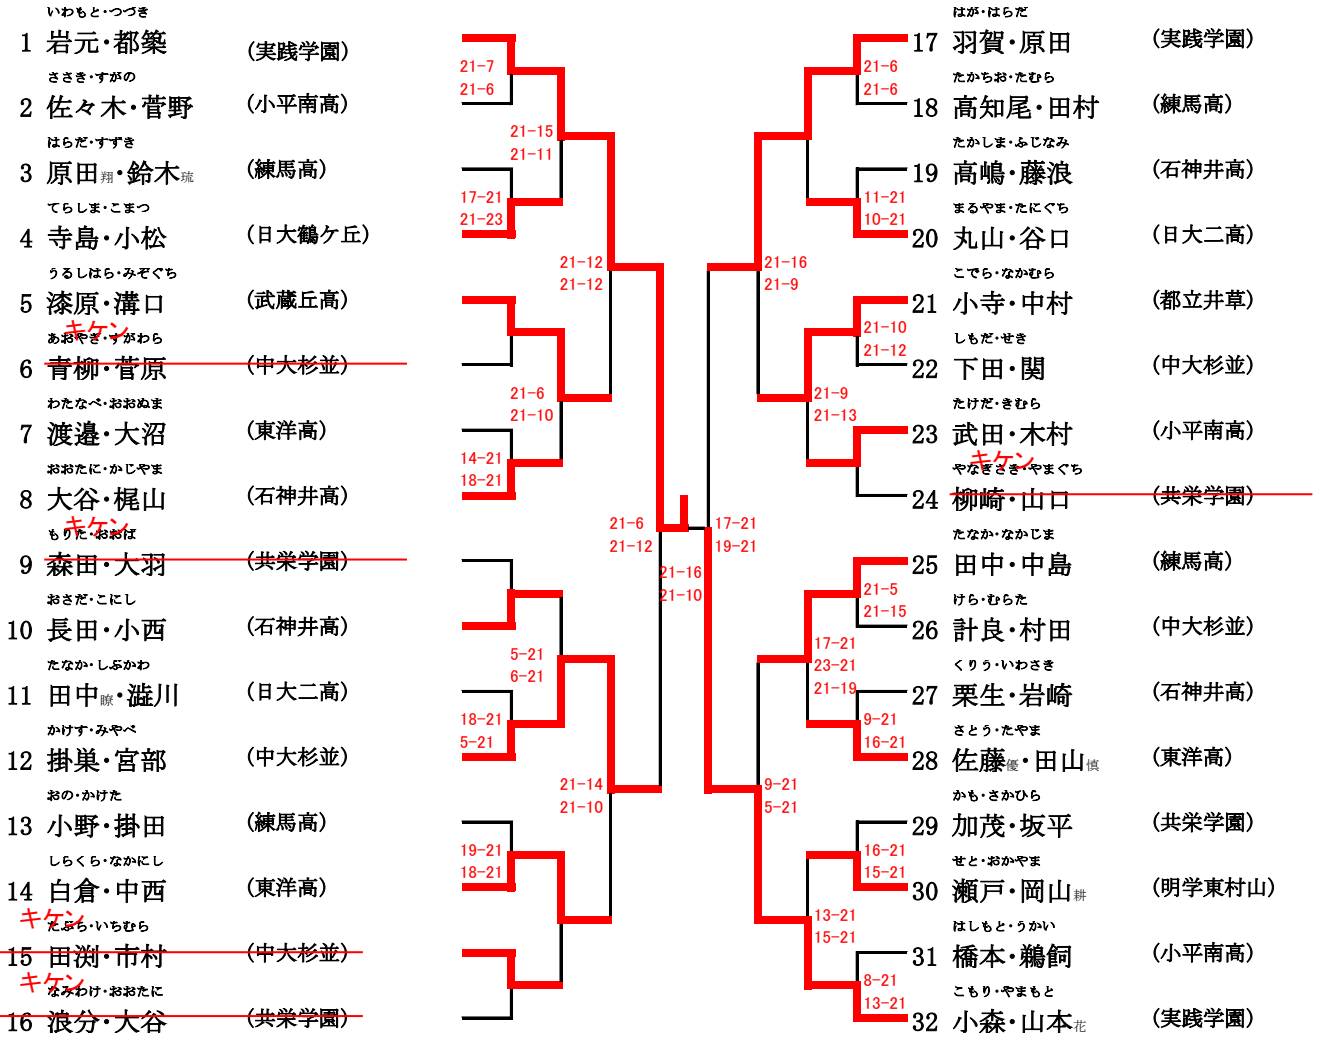 いわもと・つづき
1 岩元・都築 (実践学園)
ささき・すがの
2 佐々木・菅野 (小平南高)
はらだ・すずき
3 原田翔・鈴木琉 (練馬高)
てらしま・こまつ
4 寺島・小松 (日大鶴ケ丘)
うるしはら・みぞぐち
5 漆原・溝口 (武蔵丘高)
キケン
あおやぎ・すがわら
6 青柳・菅原 (中大杉並)
わたなべ・おおぬま
7 渡邉・大沼 (東洋高)
おおたに・かじやま
8 大谷・梶山 (石神井高)
キケン
もりた・おおば
9 森田・大羽 (共栄学園)
おさだ・こにし
10 長田・小西 (石神井高)
たなか・しぶかわ
11 田中瞭・澁川 (日大二高)
かけす・みやべ
12 掛巣・宮部 (中大杉並)
おの・かけた
13 小野・掛田 (練馬高)
しらくら・なかにし
14 白倉・中西 (東洋高)
キケン
たぶち・いちむら
15 田渕・市村 (中大杉並)
キケン
なみわけ・おおたに
16 浪分・大谷 (共栄学園)
21-7
21-6
17-21
21-23
14-21
18-21
18-21
5-21
19-21
18-21
21-15
21-11
21-6
21-10
5-21
6-21
21-12
21-12
21-14
21-10
21-6
21-12
21-16
21-10
17-21
19-21
21-16
21-9
9-21
5-21
21-9
21-13
17-21
23-21
21-19
13-21
15-21
21-6
21-6
11-21
10-21
21-10
21-12
21-5
21-15
9-21
16-21
16-21
15-21
8-21
13-21
はが・はらだ
17 羽賀・原田 (実践学園)
たかちお・たむら
18 高知尾・田村 (練馬高)
たかしま・ふじなみ
19 高嶋・藤浪 (石神井高)
まるやま・たにぐち
20 丸山・谷口 (日大二高)
こでら・なかむら
21 小寺・中村 (都立井草)
しもだ・せき
22 下田・関 (中大杉並)
たけだ・きむら
23 武田・木村 (小平南高)
キケン
やなぎさき・やまぐち
24 柳崎・山口 (共栄学園)
たなか・なかじま
25 田中・中島 (練馬高)
けら・むらた
26 計良・村田 (中大杉並)
くりう・いわさき
27 栗生・岩崎 (石神井高)
さとう・たやま
28 佐藤優・田山慎 (東洋高)
かも・さかひら
29 加茂・坂平 (共栄学園)
せと・おかやま
30 瀬戸・岡山耕 (明学東村山)
はしもと・うかい
31 橋本・鵜飼 (小平南高)
こもり・やまもと
32 小森・山本花 (実践学園)